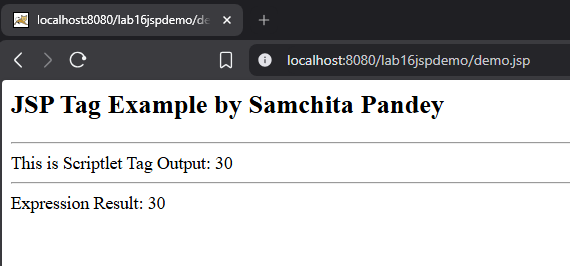 localhost:8080/lab16jspdemo/de
localhost:8080/lab16jspdemo/demo.jsp
JSP Tag Example by Samchita Pandey
This is Scriptlet Tag Output: 30
Expression Result: 30